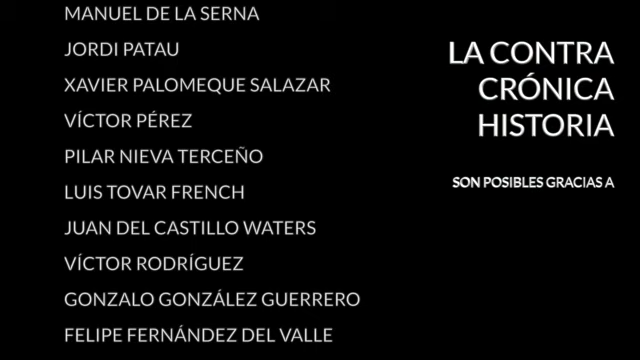 MANUEL DE LA SERNA
JORDI PATAU
XAVIER PALOMEQUE SALAZAR
VÍCTOR PÉREZ
PILAR NIEVA TERCEÑO
LUIS TOVAR FRENCH
JUAN DEL CASTILLO WATERS
VÍCTOR RODRÍGUEZ
GONZALO GONZÁLEZ GUERRERO
FELIPE FERNÁNDEZ DEL VALLE
LA CONTRA
CRÓNICA
HISTORIA
SON POSIBLES GRACIAS A